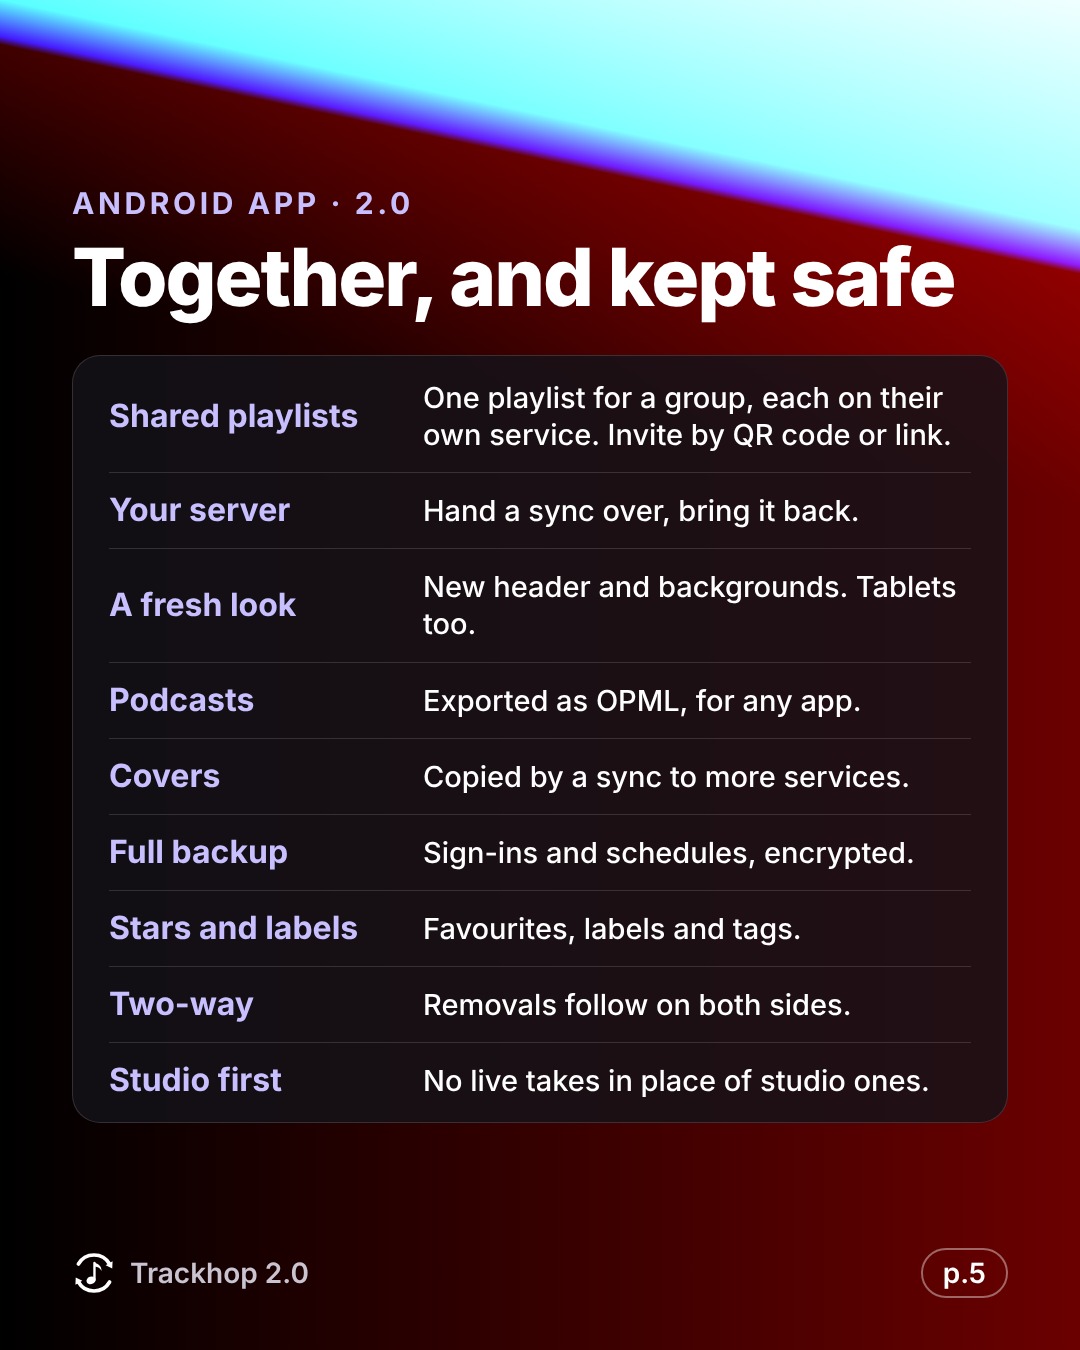 ANDROID APP · 2.0
Together, and kept safe
Shared playlists
One playlist for a group, each on their
own service. Invite by QR code or link.
Your server
Hand a sync over, bring it back.
A fresh look
New header and backgrounds. Tablets
too.
Podcasts
Exported as OPML, for any app.
Covers
Copied by a sync to more services.
Full backup
Sign-ins and schedules, encrypted.
Stars and labels
Favourites, labels and tags.
Two-way
Removals follow on both sides.
Studio first
No live takes in place of studio ones.
Trackhop 2.0
p.5